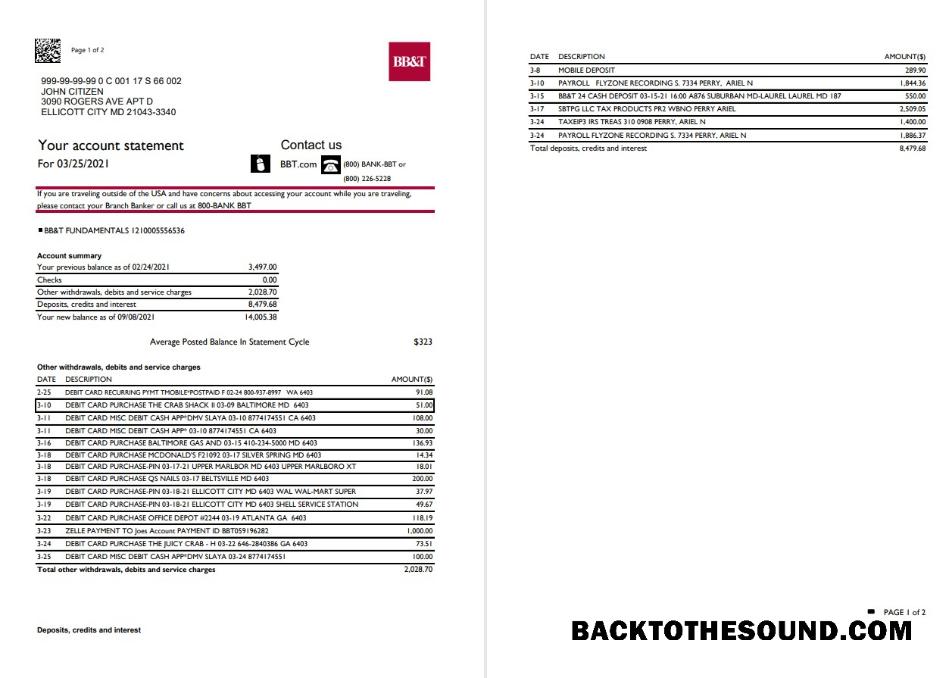 Page 1 of 2
BB&T
999-99-99-99 0 C 001 17 S 66 002
JOHN CITIZEN
3090 ROGERS AVE APT D
ELLICOTT CITY MD 21043-3340
Your account statement
For 03/25/2021
Contact us
BBT.com (800) BANK-BBT or
(800) 226-5228
If you are traveling outside of the USA and have concerns about accessing your account while you are traveling,
please contact your Branch Banker or call us at 800-BANK BBT
BB&T FUNDAMENTALS 1210005556536
Account summary
Your previous balance as of 02/24/2021 3,497.00
Checks 0.00
Other withdrawals, debits and service charges 2,028.70
Deposits, credits and interest 8,479.68
Your new balance as of 09/08/2021 14,005.38
Average Posted Balance In Statement Cycle $323
Other withdrawals, debits and service charges
DATE DESCRIPTION AMOUNT($)
2-25 DEBIT CARD RECURRING PYMT TMOBILE*POSTPAID F 02-24 800-937-8997 WA 6403 91.08
3-10 DEBIT CARD PURCHASE THE CRAB SHACK II 03-09 BALTIMORE MD 6403 51.00
3-11 DEBIT CARD MISC DEBIT CASH APP*DMV SLAYA 03-10 8774174551 CA 6403 108.00
3-11 DEBIT CARD MISC DEBIT CASH APP* 03-10 8774174551 CA 6403 30.00
3-16 DEBIT CARD PURCHASE BALTIMORE GAS AND 03-15 410-234-5000 MD 6403 136.93
3-18 DEBIT CARD PURCHASE MCDONALD'S F21092 03-17 SILVER SPRING MD 6403 14.34
3-18 DEBIT CARD PURCHASE-PIN 03-17-21 UPPER MARLBOR MD 6403 UPPER MARLBORO XT 18.01
3-18 DEBIT CARD PURCHASE QS NAILS 03-17 BELTSVILLE MD 6403 200.00
3-19 DEBIT CARD PURCHASE-PIN 03-18-21 ELLICOTT CITY MD 6403 WAL WAL-MART SUPER 37.97
3-19 DEBIT CARD PURCHASE-PIN 03-18-21 ELLICOTT CITY MD 6403 SHELL SERVICE STATION 49.67
3-22 DEBIT CARD PURCHASE OFFICE DEPOT #2244 03-19 ATLANTA GA 6403 118.19
3-23 ZELLE PAYMENT TO Joes Account PAYMENT ID BBT059196282 1,000.00
3-24 DEBIT CARD PURCHASE THE JUICY CRAB - H 03-22 646-2840386 GA 6403 73.51
3-25 DEBIT CARD MISC DEBIT CASH APP*DMV SLAYA 03-24 8774174551 100.00
Total other withdrawals, debits and service charges 2,028.70
Deposits, credits and interest
DATE DESCRIPTION AMOUNT($)
3-8 MOBILE DEPOSIT 289.90
3-10 PAYROLL FLYZONE RECORDING S. 7334 PERRY, ARIEL N 1,844.36
3-15 BB&T 24 CASH DEPOSIT 03-15-21 16:00 A876 SUBURBAN MD-LAUREL LAUREL MD 187 550.00
3-17 SBTPG LLC TAX PRODUCTS PR2 WBNO PERRY ARIEL 2,509.05
3-24 TAXEIP3 IRS TREAS 310 0908 PERRY, ARIEL N 1,400.00
3-24 PAYROLL FLYZONE RECORDING S. 7334 PERRY, ARIEL N 1,886.37
Total deposits, credits and interest 8,479.68
PAGE 1 of 2
BACKTOTHESOUND.COM